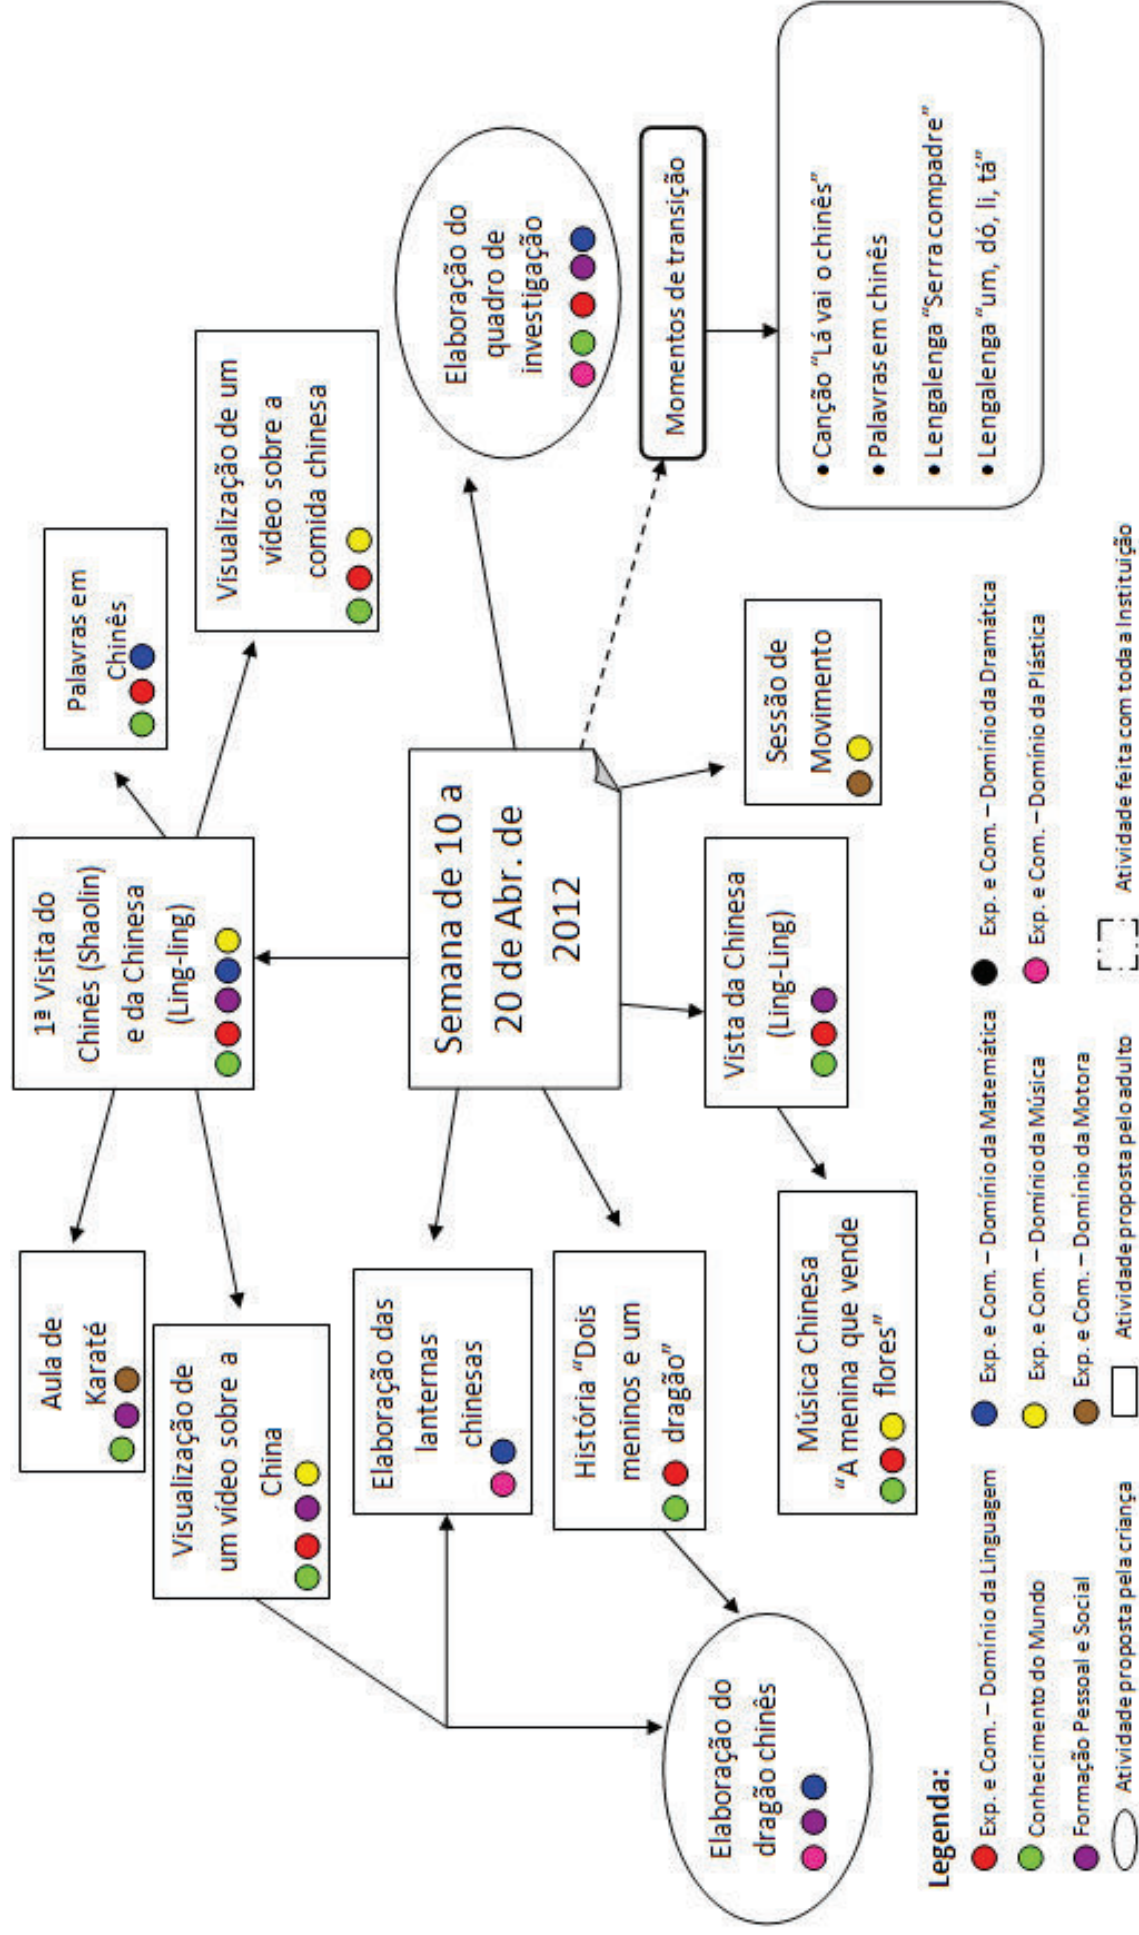 1ª Visita do
Chinês (Shaolin)
e da Chinesa
(Ling-ling)
Palavras em
Chinês
Visualização de um
vídeo sobre a
comida chinesa
Aula de
Karaté
Visualização de
um vídeo sobre a
China
Semana de 10 a
20 de Abr. de
2012
Elaboração do
quadro de
investigação
Elaboração das
lanternas
chinesas
História “Dois
meninos e um
dragão”
Elaboração do
dragão chinês
Vista da Chinesa
(Ling-Ling)
Música Chinesa
“A menina que vende
flores”
Sessão de
Movimento
Momentos de transição
• Canção “Lá vai o chinês”
• Palavras em chinês
• Lengalenga “Serra compadre”
• Lengalenga “um, dó, li, tá”
Legenda:
Exp. e Com. – Domínio da Linguagem
Exp. e Com. – Domínio da Matemática
Exp. e Com. – Domínio da Dramática
Conhecimento do Mundo
Exp. e Com. – Domínio da Música
Exp. e Com. – Domínio da Plástica
Formação Pessoal e Social
Exp. e Com. – Domínio da Motora
Atividade proposta pela criança
Atividade proposta pelo adulto
Atividade feita com toda a Instituição